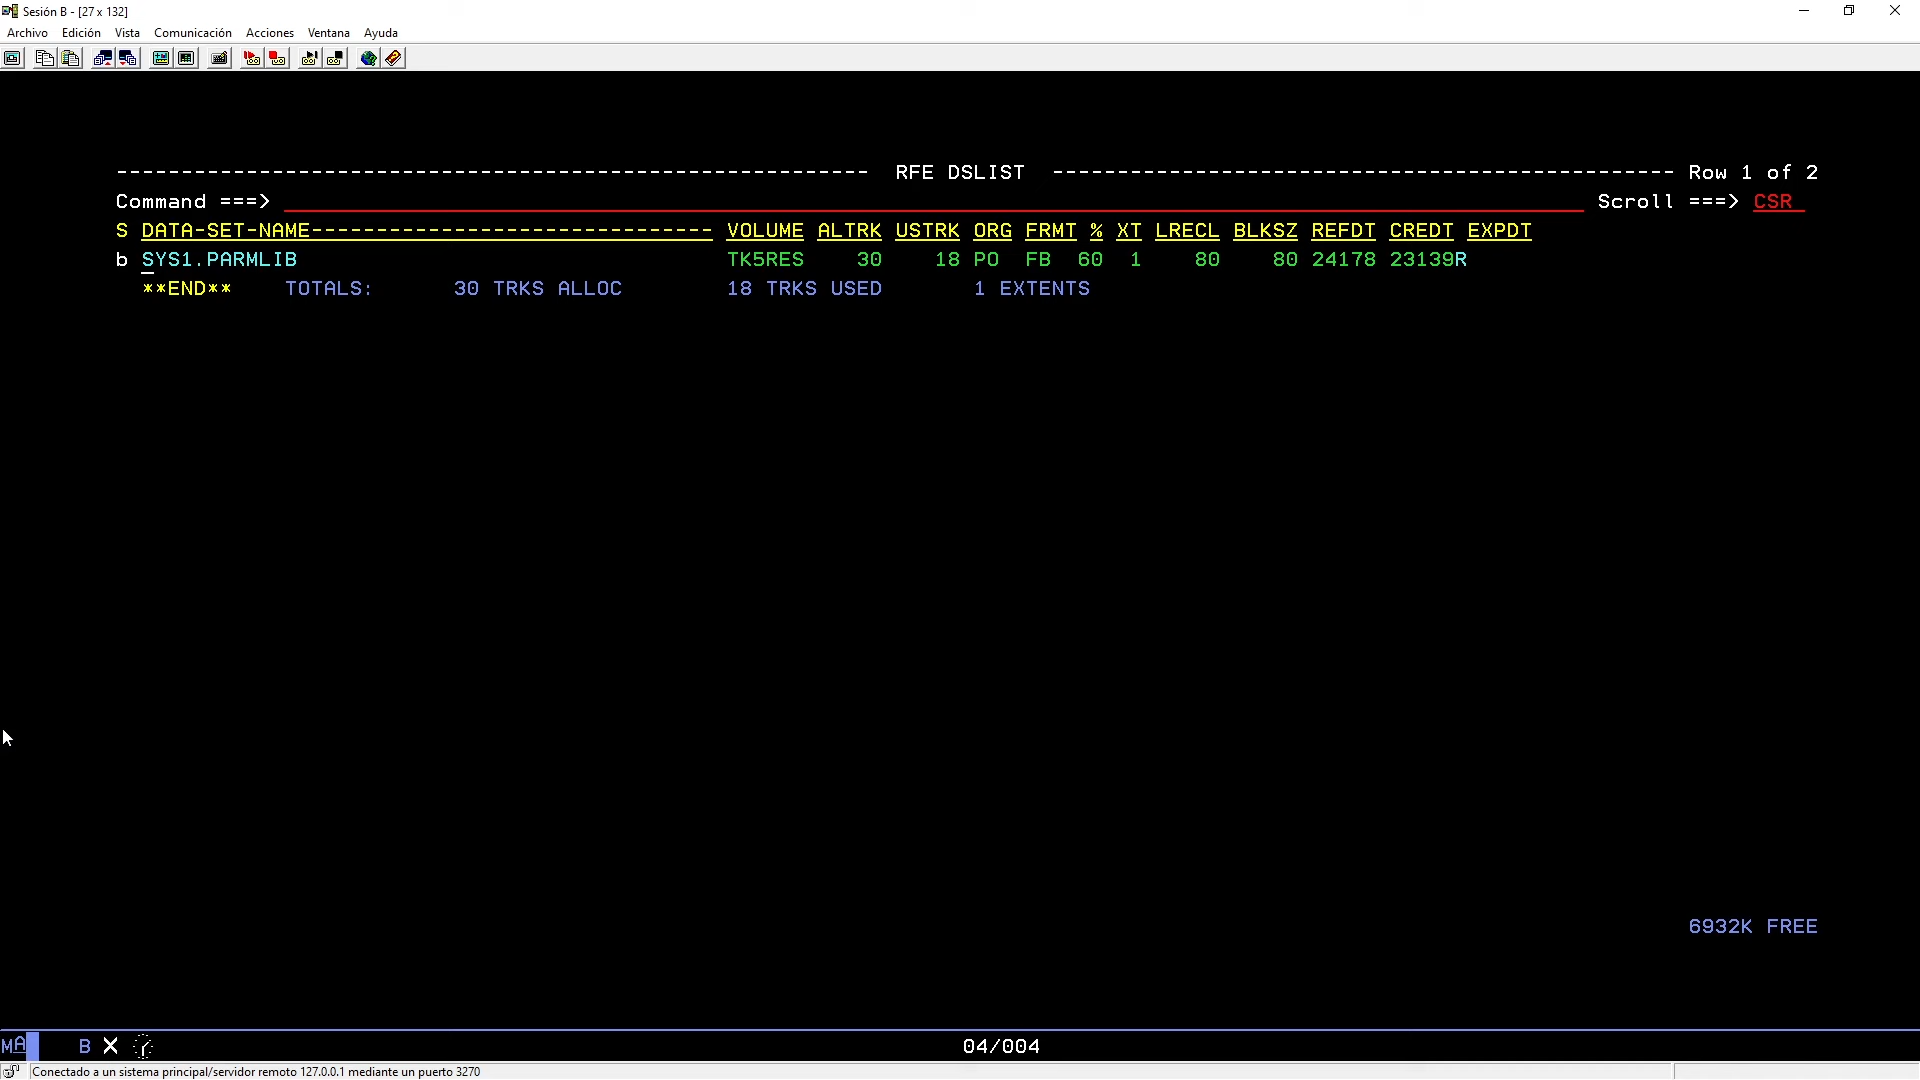 Sesión B - [27 x 132]
Archivo Edición Vista Comunicación Acciones Ventana Ayuda
---------------------------------------------------------- RFE DSLIST ------------------------------------------------ Row 1 of 2
Command ===> Scroll ===> CSR
S DATA-SET-NAME------------------------------- VOLUME ALTRK USTRK ORG FRMT % XT LRECL BLKSZ REFDT CREDT EXPDT
b SYS1.PARMLIB TK5RES 30 18 PO FB 60 1 80 80 24178 23139R
**END** TOTALS: 30 TRKS ALLOC 18 TRKS USED 1 EXTENTS
6932K FREE
MA B X 04/004
Conectado a un sistema principal/servidor remoto 127.0.0.1 mediante un puerto 3270